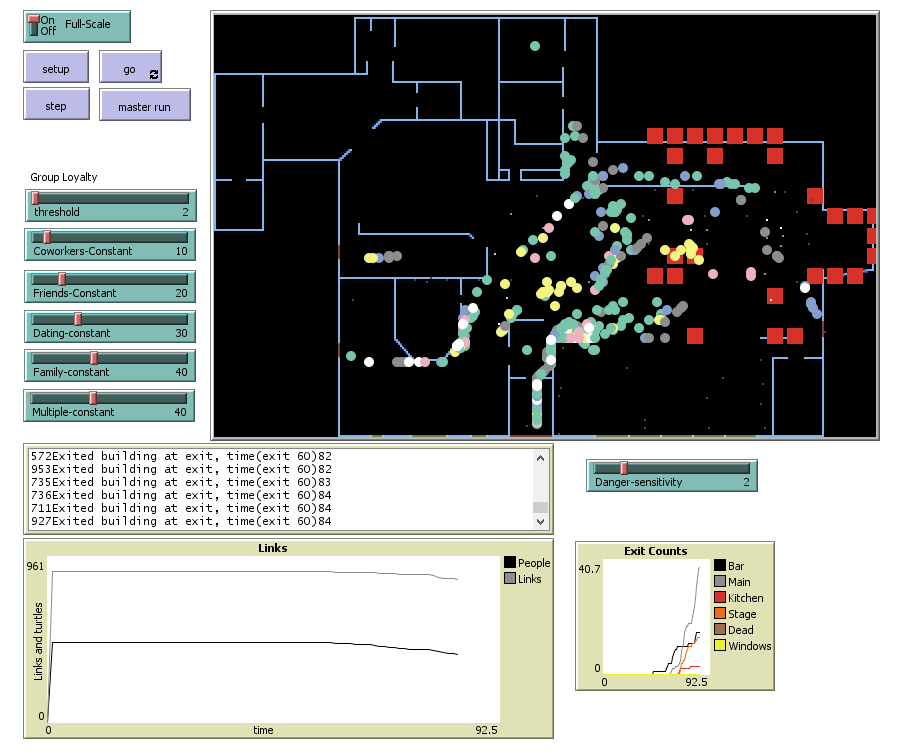 On
Off
Full-Scale
setup
go
step
master run
Group Loyalty
threshold 2
Coworkers-Constant 10
Friends-Constant 20
Dating-constant 30
Family-constant 40
Multiple-constant 40
572Exited building at exit, time(exit 60)82
953Exited building at exit, time(exit 60)82
735Exited building at exit, time(exit 60)83
736Exited building at exit, time(exit 60)84
711Exited building at exit, time(exit 60)84
927Exited building at exit, time(exit 60)84
Danger-sensitivity 2
Links
961
Links and turtles
0
0
time
92.5
People
Links
Exit Counts
40.7
0
0
92.5
Bar
Main
Kitchen
Stage
Dead
Windows